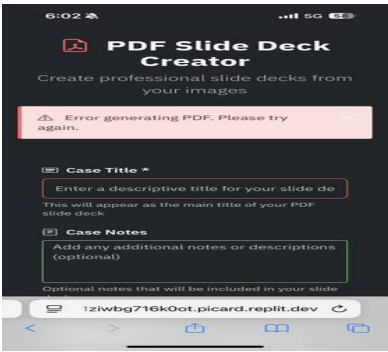 6:02
5G 58
PDF Slide Deck
Creator
Create professional slide decks from
your images
Error generating PDF. Please try
again.
Case Title *
Enter a descriptive title for your slide de
This will appear as the main title of your PDF
slide deck
Case Notes
Add any additional notes or descriptions
(optional)
Optional notes that will be included in your slide
1ziwbg716k0ot.picard.replit.dev